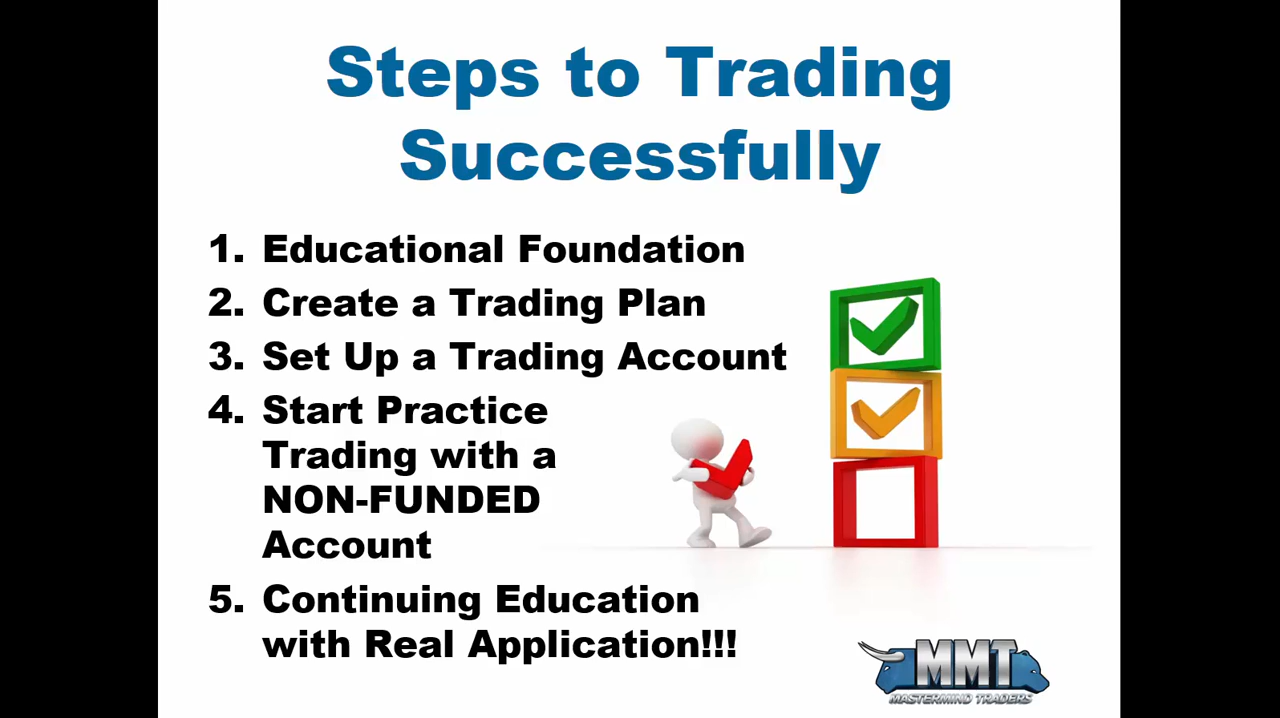 Steps to Trading
Successfully
1. Educational Foundation
2. Create a Trading Plan
3. Set Up a Trading Account
4. Start Practice
Trading with a
NON-FUNDED
Account
5. Continuing Education
with Real Application!!!
MMT
MASTERMIND TRADERS